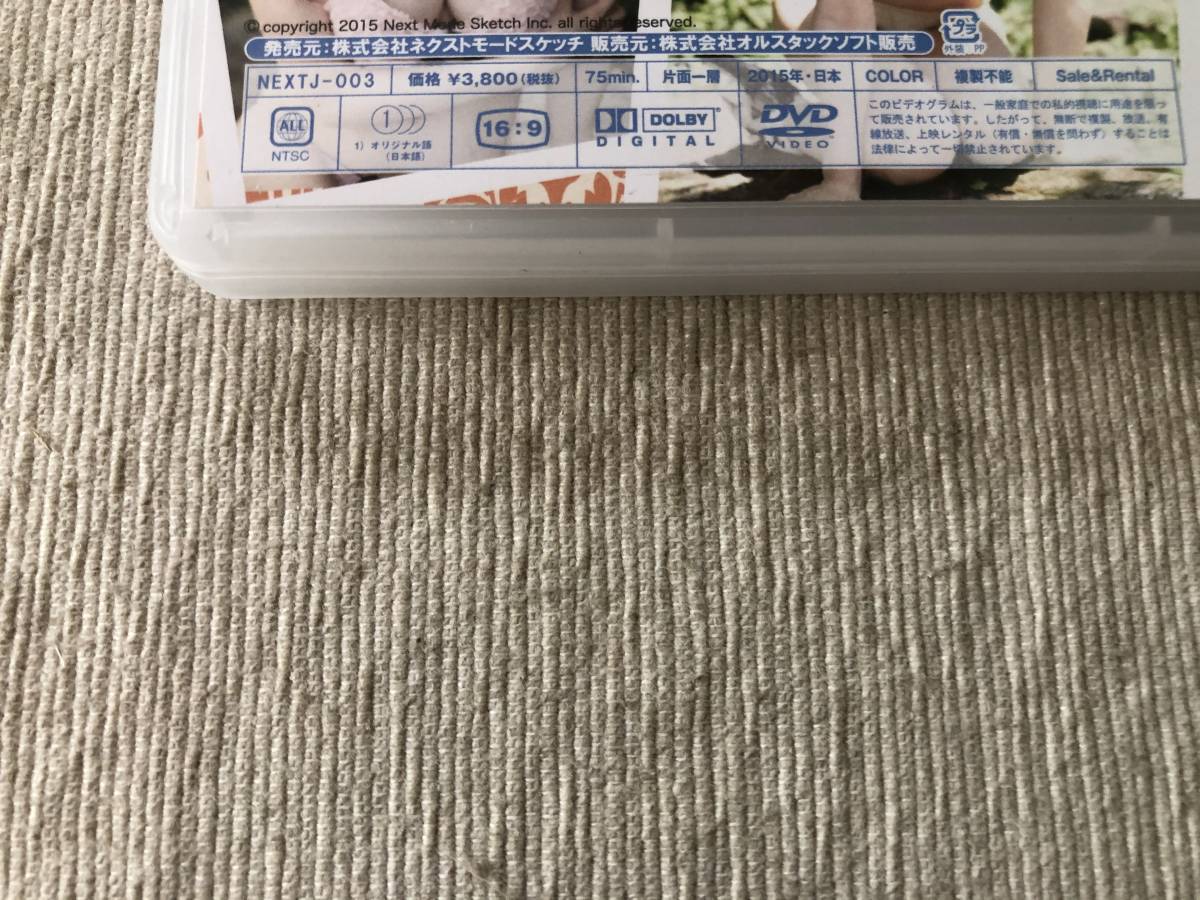 © copyright 2015 Next Mode Sketch Inc. all rights reserved.
発売元:株式会社ネクストモードスケッチ 販売元:株式会社オルスタックソフト販売
プラ
外装 PP
NEXTJ-003 価格 ¥3,800(税抜) 75min. 片面一層 2015年・日本 COLOR 複製不能 Sale&Rental
ALL
NTSC
1) オリジナル語
(日本語)
16:9
DOLBY
DIGITAL
DVD
VIDEO
このビデオグラムは、一般家庭での私的視聴に用途を限っ
て販売されています。したがって、無断で複製、放送、有
線放送、上映レンタル(有償・無償を問わず)することは
法律によって一切禁止されています。